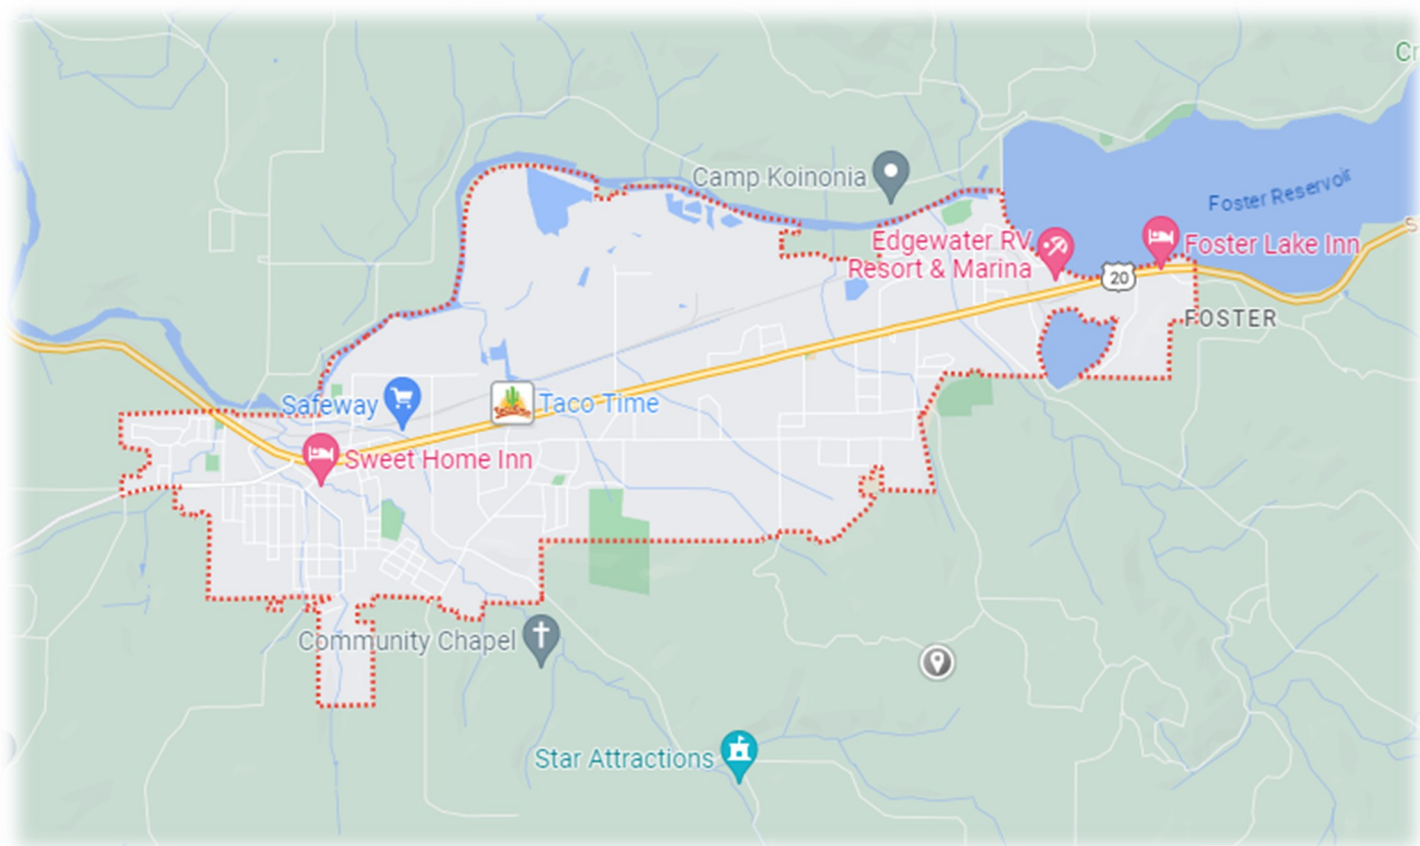 Camp Koinonia
Foster Reservoir
Edgewater RV
Resort & Marina
Foster Lake Inn
20
FOSTER
Safeway
Taco Time
Sweet Home Inn
Community Chapel
Star Attractions